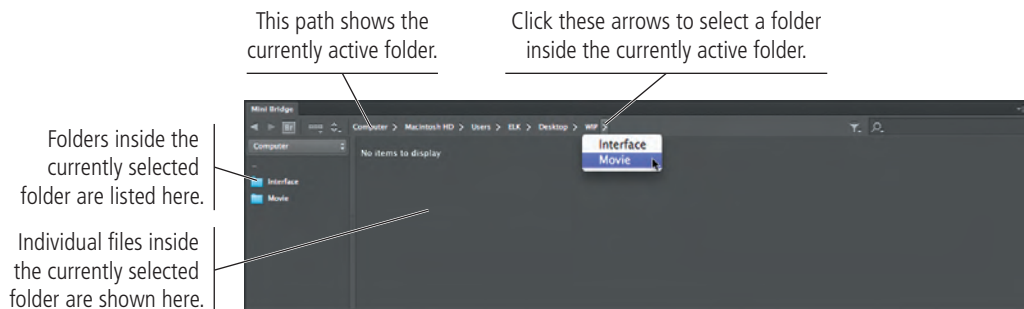 This path shows the
currently active folder.
Click these arrows to select a folder
inside the currently active folder.
Folders inside the
currently selected
folder are listed here.
Individual files inside
the currently selected
folder are shown here.
Mini Bridge
Br
Computer > Macintosh HD > Users > ELK > Desktop > WIP >
Computer
No items to display
Interface
Movie
Interface
Movie